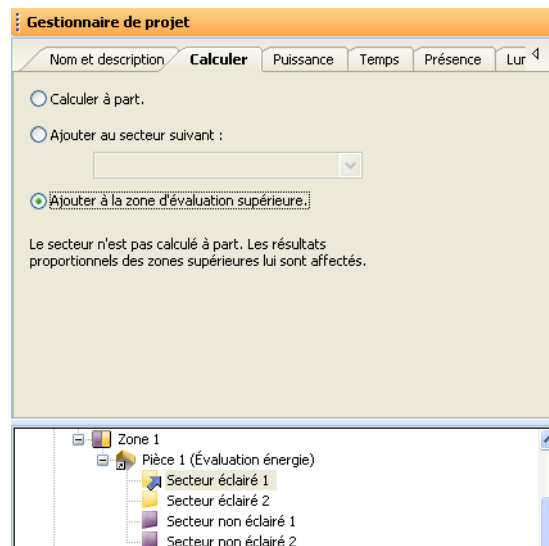 Gestionnaire de projet
Nom et description Calculer Puissance Temps Présence Lur
Calculer à part.
Ajouter au secteur suivant :
Ajouter à la zone d'évaluation supérieure.
Le secteur n'est pas calculé à part. Les résultats
proportionnels des zones supérieures lui sont affectés.
Zone 1
Pièce 1 (Évaluation énergie)
Secteur éclairé 1
Secteur éclairé 2
Secteur non éclairé 1
Secteur non éclairé 2